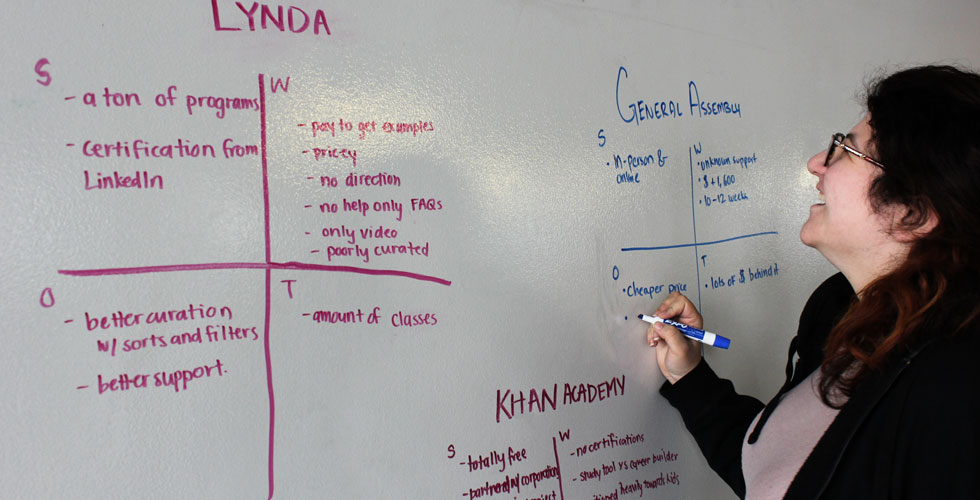 LYNDA
S
- a ton of programs
- certification from
LinkedIn
W
- pay to get examples
- pricey
- no direction
- no help only FAQs
- only video
- poorly curated
O
- better curation
w/ sorts and filters
- better support.
T
- amount of classes
GENERAL ASSEMBLY
S
• In-person &
online
W
• unknown support
• $ +1,600
• 10-12 weeks
O
• Cheaper price
•
T
• lots of $ behind it
EXPO
KHAN ACADEMY
S
- totally free
- partnered w/ corporations
W
- no certifications
- study tool vs career builder
heavily towards kids